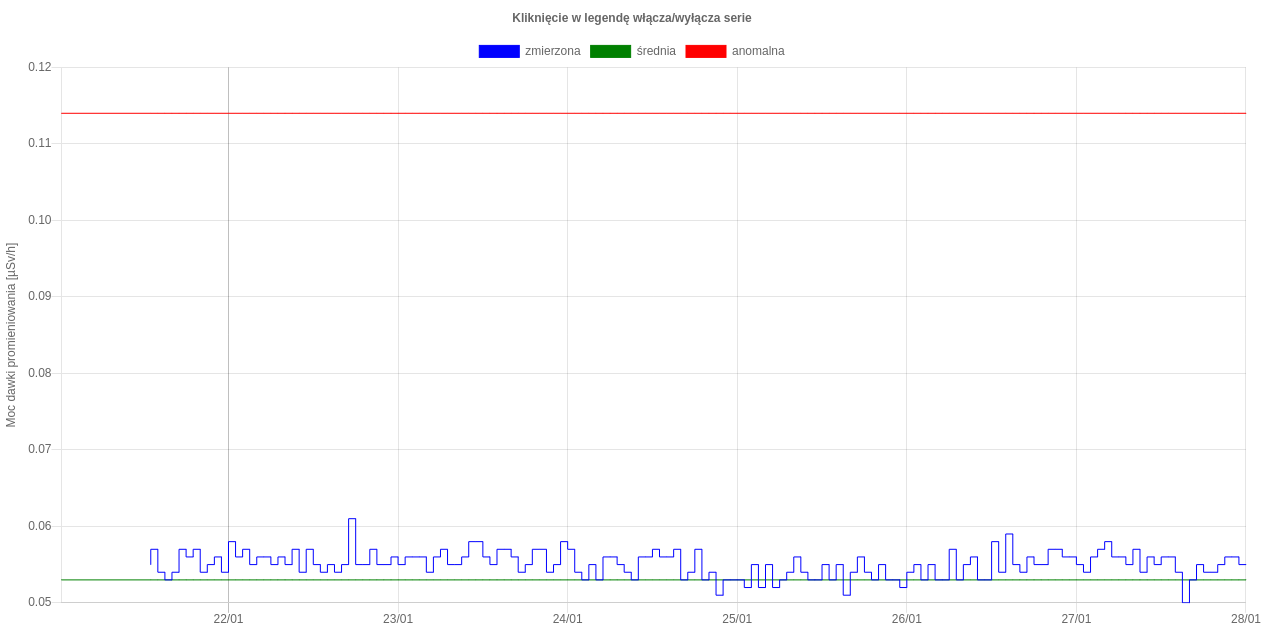 Kliknięcie w legendę włącza/wyłącza serie
zmierzona średnia anomalna
Moc dawki promieniowania [µSv/h]
0.12
0.11
0.10
0.09
0.08
0.07
0.06
0.05
22/01 23/01 24/01 25/01 26/01 27/01 28/01